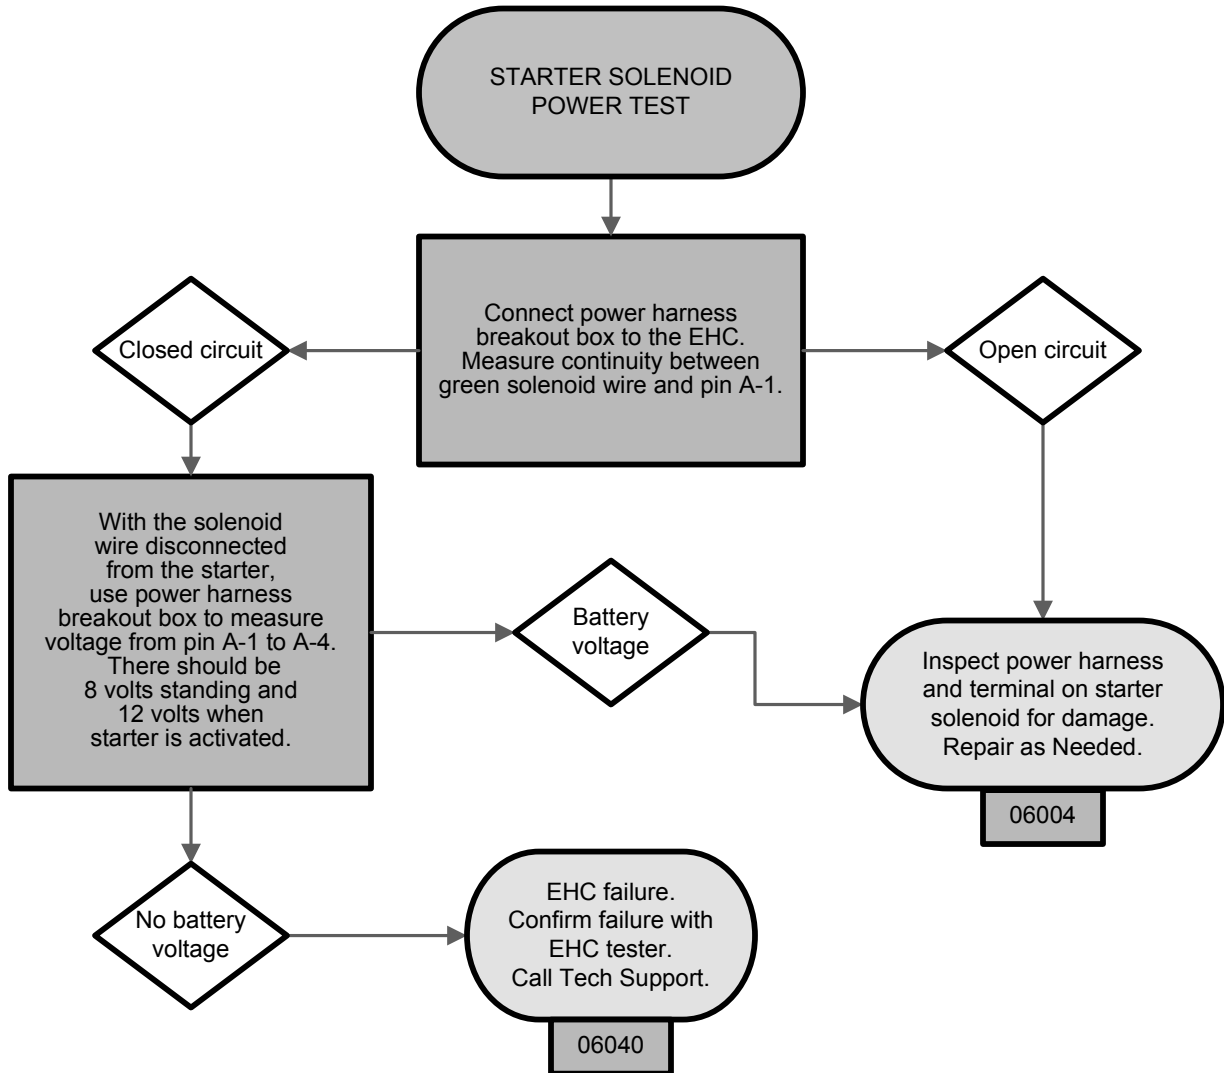 STARTER SOLENOID
POWER TEST
Connect power harness
breakout box to the EHC.
Measure continuity between
green solenoid wire and pin A-1.
Closed circuit
Open circuit
With the solenoid
wire disconnected
from the starter,
use power harness
breakout box to measure
voltage from pin A-1 to A-4.
There should be
8 volts standing and
12 volts when
starter is activated.
Battery
voltage
Inspect power harness
and terminal on starter
solenoid for damage.
Repair as Needed.
06004
No battery
voltage
EHC failure.
Confirm failure with
EHC tester.
Call Tech Support.
06040